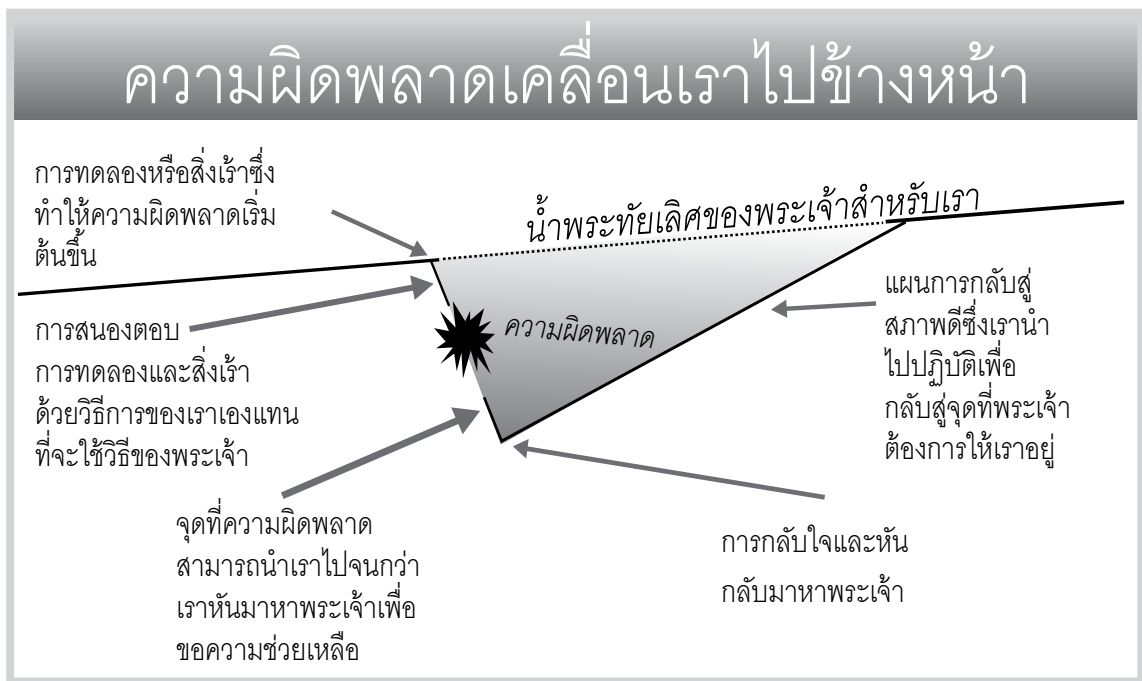 ความผิดพลาดเคลื่อนเราไปข้างหน้า
การทดลองหรือสิ่งเร้าซึ่ง
ทำให้ความผิดพลาดเริ่ม
ต้นขึ้น
น้ำพระทัยเลิศของพระเจ้าสำหรับเรา
การสนองตอบ
การทดลองและสิ่งเร้า
ด้วยวิธีการของเราเองแทน
ที่จะใช้วิธีของพระเจ้า
ความผิดพลาด
แผนการกลับสู่
สภาพดีซึ่งเรานำ
ไปปฏิบัติเพื่อ
กลับสู่จุดที่พระเจ้า
ต้องการให้เราอยู่
จุดที่ความผิดพลาด
สามารถนำเราไปจนกว่า
เราหันมาหาพระเจ้าเพื่อ
ขอความช่วยเหลือ
การกลับใจและหัน
กลับมาหาพระเจ้า